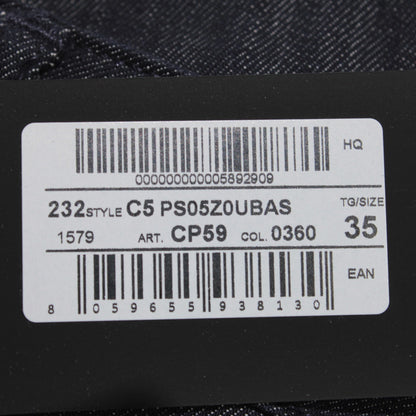 HQ
000000000005892909
232 STYLE C5 PS05Z0UBAS TG/SIZE
1579 ART. CP59 COL. 0360 35
EAN
8 059655 938130